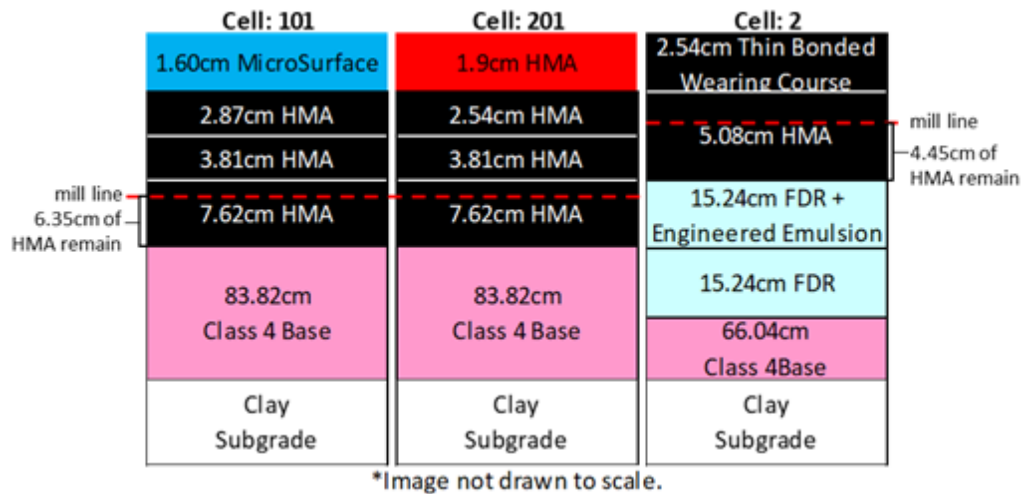 Cell: 101
1.60cm MicroSurface
2.87cm HMA
3.81cm HMA
7.62cm HMA
83.82cm
Class 4 Base
Clay
Subgrade
mill line
6.35cm of
HMA remain
Cell: 201
1.9cm HMA
2.54cm HMA
3.81cm HMA
7.62cm HMA
83.82cm
Class 4 Base
Clay
Subgrade
Cell: 2
2.54cm Thin Bonded
Wearing Course
5.08cm HMA
15.24cm FDR +
Engineered Emulsion
15.24cm FDR
66.04cm
Class 4Base
Clay
Subgrade
mill line
4.45cm of
HMA remain
*Image not drawn to scale.